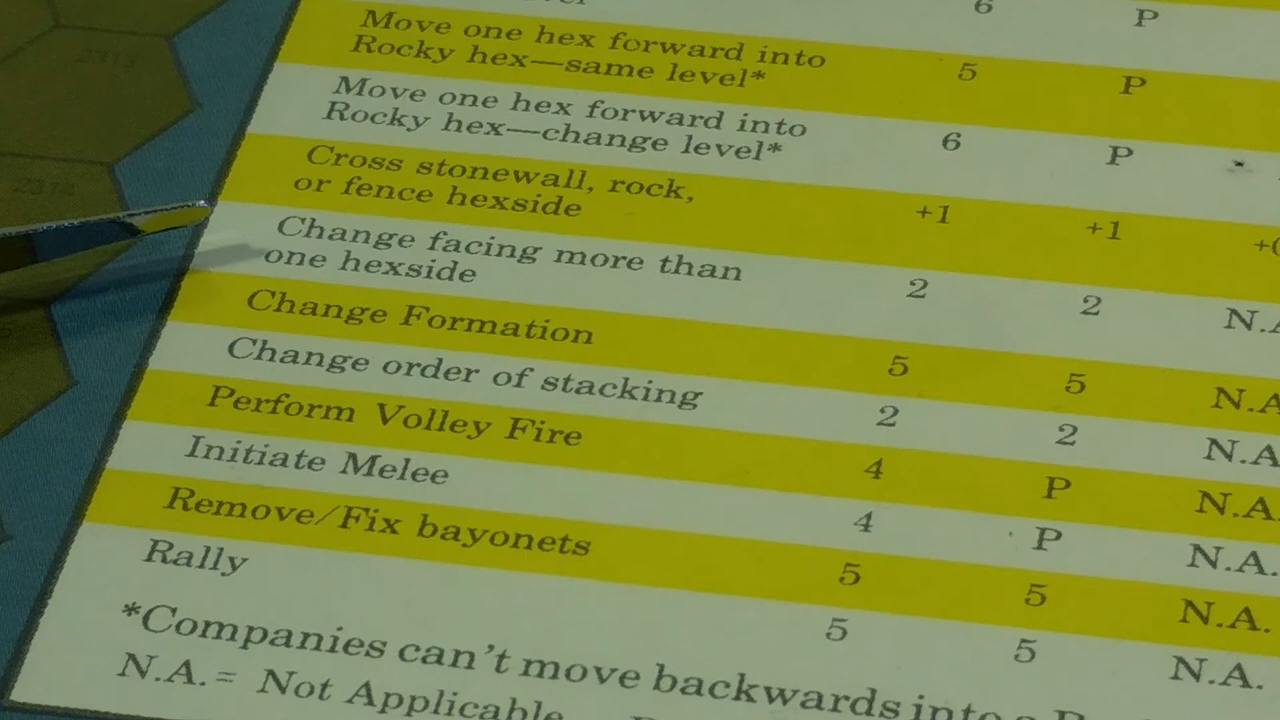 6 P
Move one hex forward into
Rocky hex—same level* 5 P
Move one hex forward into
Rocky hex—change level* 6 P
Cross stonewall, rock,
or fence hexside +1 +1
Change facing more than
one hexside 2 2 N.A
Change Formation 5 5 N.A
Change order of stacking 2 2 N.A
Perform Volley Fire 4 P N.A.
Initiate Melee 4 P N.A.
Remove/Fix bayonets 5 5 N.A.
Rally 5 5 N.A.
*Companies can't move backwards into a
N.A. = Not Applicable
2313
2314